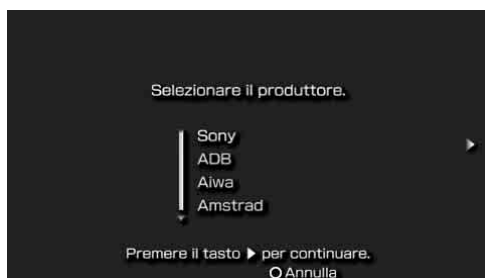 Selezionare il produttore.
Sony
ADB
Aiwa
Amstrad
Premere il tasto ▶ per continuare.
O Annulla